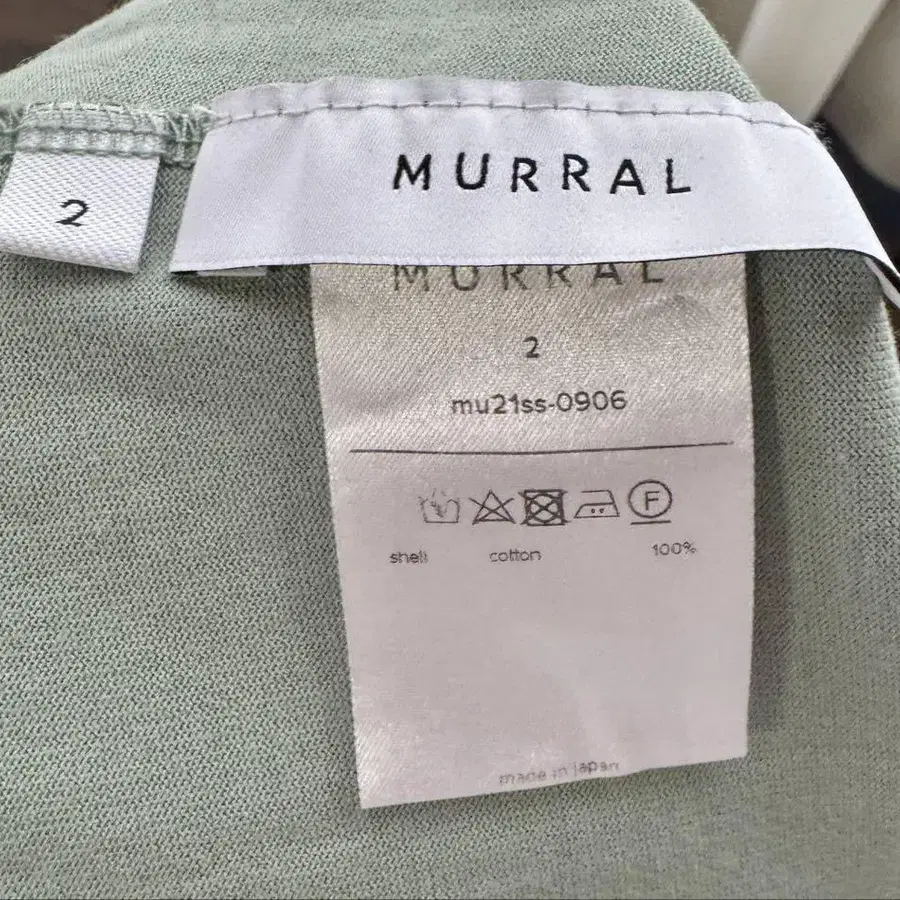 MURRAL
2
MURRAL
2
mu21ss-0906
F
shell cotton 100%
made in japan